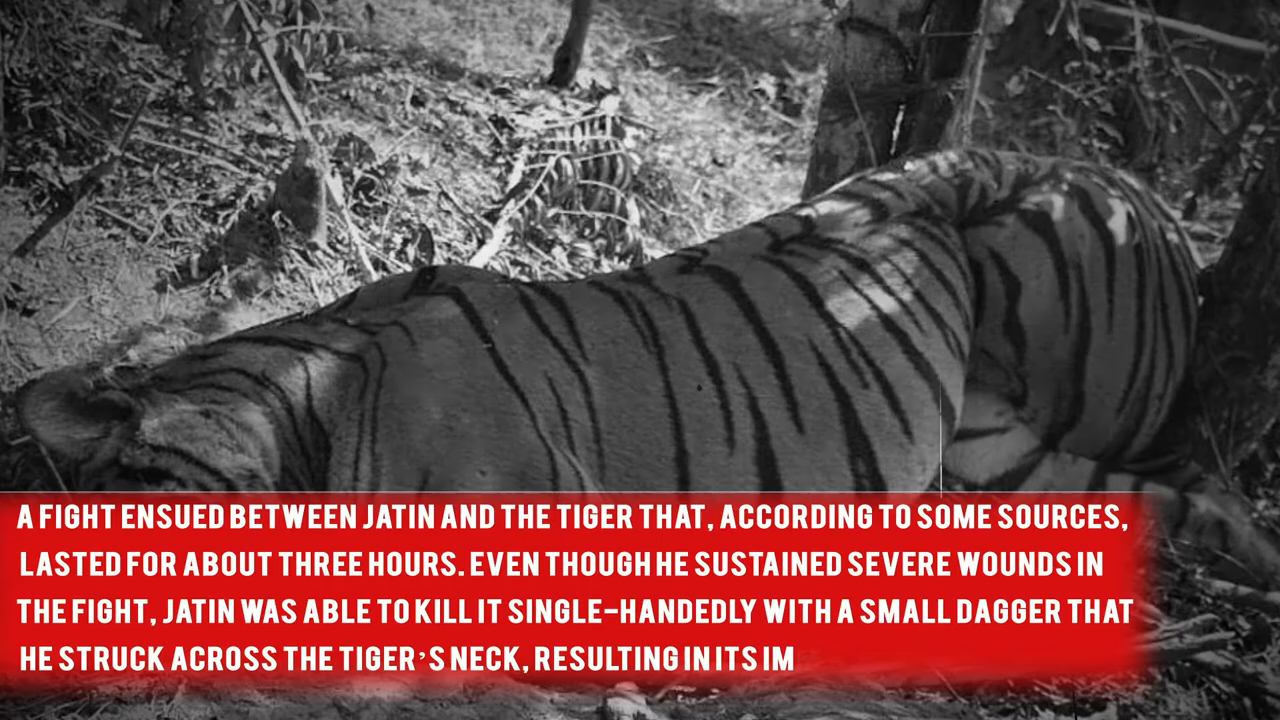 A FIGHT ENSUED BETWEEN JATIN AND THE TIGER THAT, ACCORDING TO SOME SOURCES,
LASTED FOR ABOUT THREE HOURS. EVEN THOUGH HE SUSTAINED SEVERE WOUNDS IN
THE FIGHT, JATIN WAS ABLE TO KILL IT SINGLE-HANDEDLY WITH A SMALL DAGGER THAT
HE STRUCK ACROSS THE TIGER'S NECK, RESULTING IN ITS IM